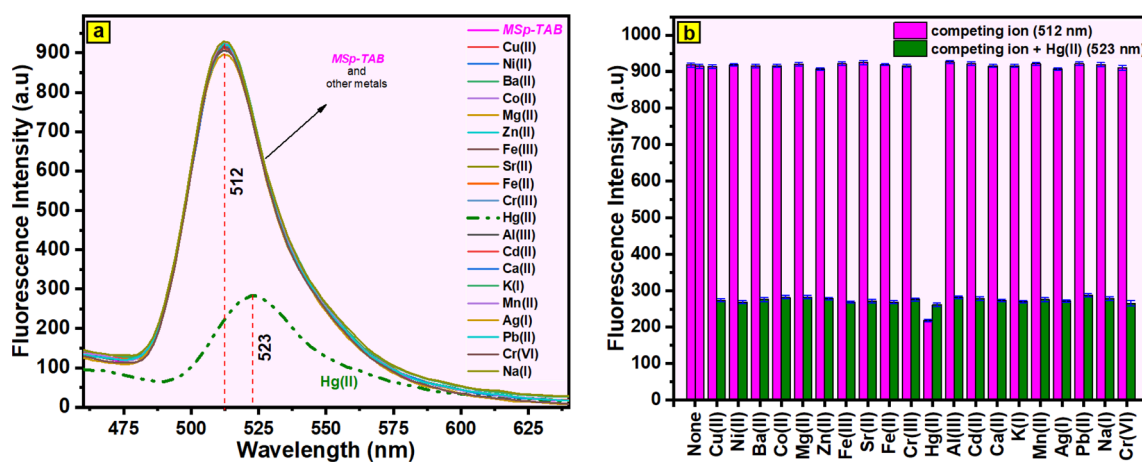 a
Fluorescence Intensity (a.u)
900
800
700
600
500
400
300
200
100
0
475
500
525
550
575
600
625
Wavelength (nm)
512
523
Hg(II)
MSp-TAB
and
other metals
MSp-TAB
Cu(II)
Ni(II)
Ba(II)
Co(II)
Mg(II)
Zn(II)
Fe(III)
Sr(II)
Fe(II)
Cr(III)
Hg(II)
Al(III)
Cd(II)
Ca(II)
K(I)
Mn(II)
Ag(I)
Pb(II)
Cr(VI)
Na(I)
b
competing ion (512 nm)
competing ion + Hg(II) (523 nm)
Fluorescence Intensity (a.u)
1000
900
800
700
600
500
400
300
200
100
0
None
Cu(II)
Ni(II)
Ba(II)
Co(II)
Mg(II)
Zn(II)
Fe(III)
Sr(II)
Fe(II)
Cr(III)
Hg(II)
Al(III)
Cd(II)
Ca(II)
K(I)
Mn(II)
Ag(I)
Pb(II)
Na(I)
Cr(VI)